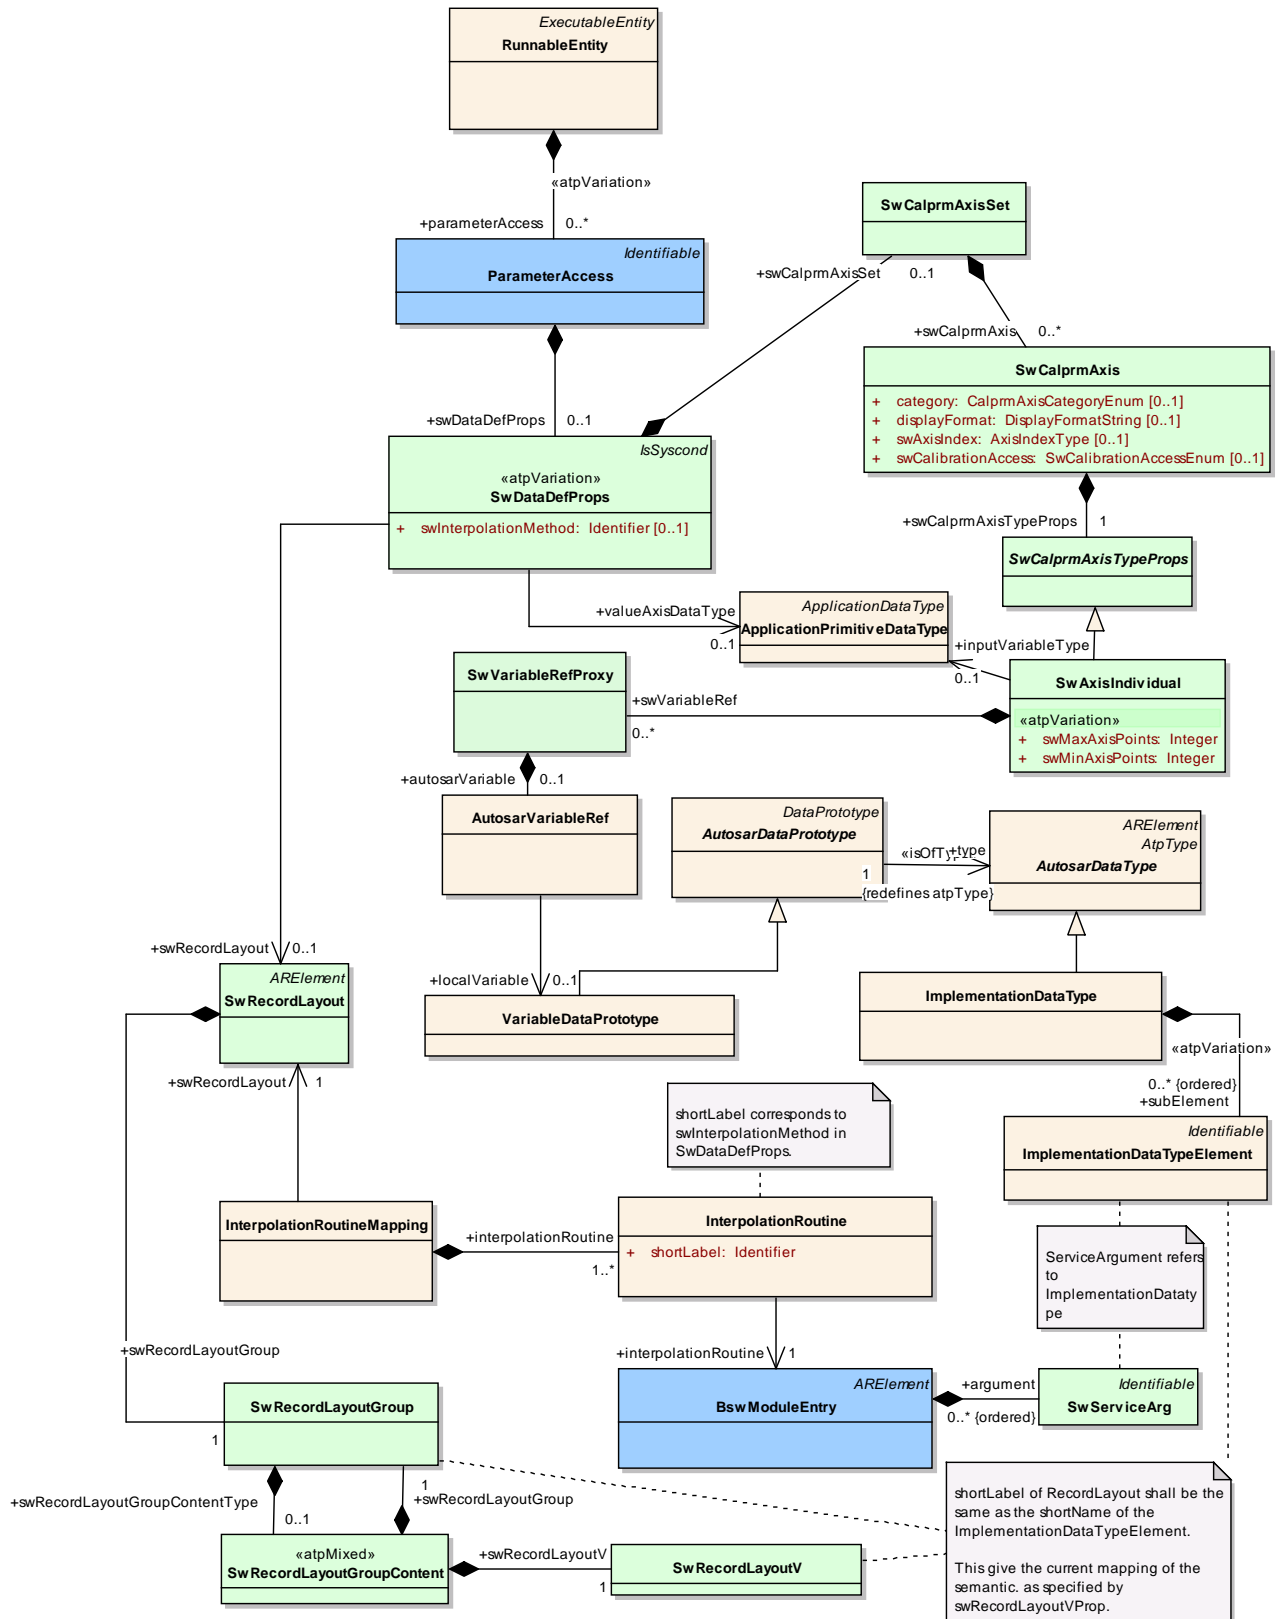 ExecutableEntity
RunnableEntity
«atpVariation»
+parameterAccess 0..*
Identifiable
ParameterAccess
SwCalprmAxisSet
+swCalprmAxisSet 0..1
+swCalprmAxis 0..*
SwCalprmAxis
+ category: CalprmAxisCategoryEnum [0..1]
+ displayFormat: DisplayFormatString [0..1]
+ swAxisIndex: AxisIndexType [0..1]
+ swCalibrationAccess: SwCalibrationAccessEnum [0..1]
+swDataDefProps 0..1
IsSyscond
«atpVariation»
SwDataDefProps
+ swInterpolationMethod: Identifier [0..1]
+swCalprmAxisTypeProps 1
SwCalprmAxisTypeProps
+valueAxisDataType
0..1
ApplicationDataType
ApplicationPrimitiveDataType
+inputVariableType
0..1
SwVariableRefProxy
+swVariableRef
0..*
SwAxisIndividual
«atpVariation»
+ swMaxAxisPoints: Integer
+ swMinAxisPoints: Integer
+autosarVariable 0..1
AutosarVariableRef
DataPrototype
AutosarDataPrototype
+type
1
{redefines atpType}
ARElement
AtpType
AutosarDataType
+swRecordLayout 0..1
ARElement
SwRecordLayout
+localVariable 0..1
VariableDataPrototype
ImplementationDataType
«atpVariation»
0..* {ordered}
+subElement
+swRecordLayout 1
shortLabel corresponds to
swInterpolationMethod in
SwDataDefProps.
Identifiable
ImplementationDataTypeElement
InterpolationRoutineMapping
+interpolationRoutine
1..*
InterpolationRoutine
+ shortLabel: Identifier
ServiceArgument refers
to
ImplementationDataty
pe
+swRecordLayoutGroup
+interpolationRoutine 1
ARElement
BswModuleEntry
+argument
0..* {ordered}
Identifiable
SwServiceArg
SwRecordLayoutGroup
1
+swRecordLayoutGroupContentType
0..1
1
+swRecordLayoutGroup
«atpMixed»
SwRecordLayoutGroupContent
+swRecordLayoutV
1
SwRecordLayoutV
shortLabel of RecordLayout shall be the
same as the shortName of the
ImplementationDataTypeElement.
This give the current mapping of the
semantic. as specified by
swRecordLayoutVProp.